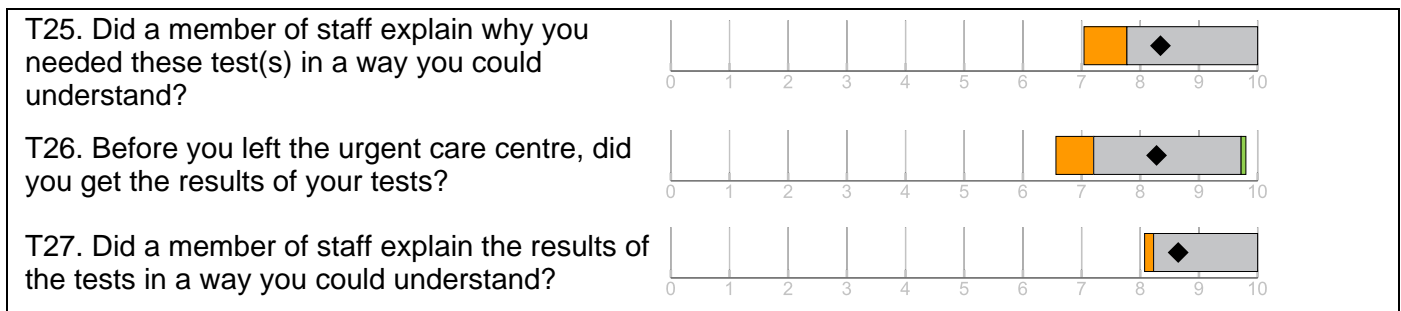 T25. Did a member of staff explain why you
needed these test(s) in a way you could
understand?
0 1 2 3 4 5 6 7 8 9 10
T26. Before you left the urgent care centre, did
you get the results of your tests?
0 1 2 3 4 5 6 7 8 9 10
T27. Did a member of staff explain the results of
the tests in a way you could understand?
0 1 2 3 4 5 6 7 8 9 10